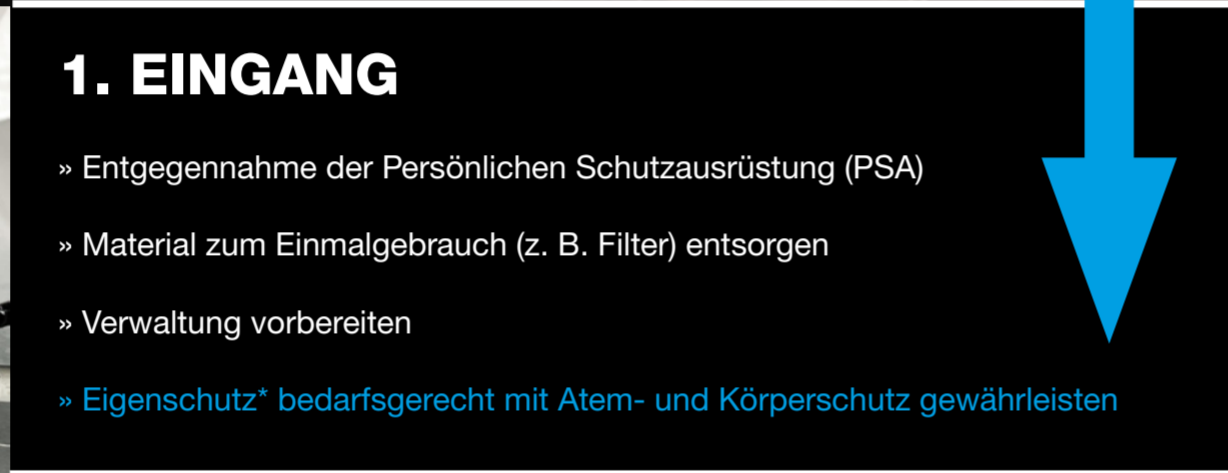 1. EINGANG
» Entgegennahme der Persönlichen Schutzausrüstung (PSA)
» Material zum Einmalgebrauch (z. B. Filter) entsorgen
» Verwaltung vorbereiten
» Eigenschutz* bedarfsgerecht mit Atem- und Körperschutz gewährleisten